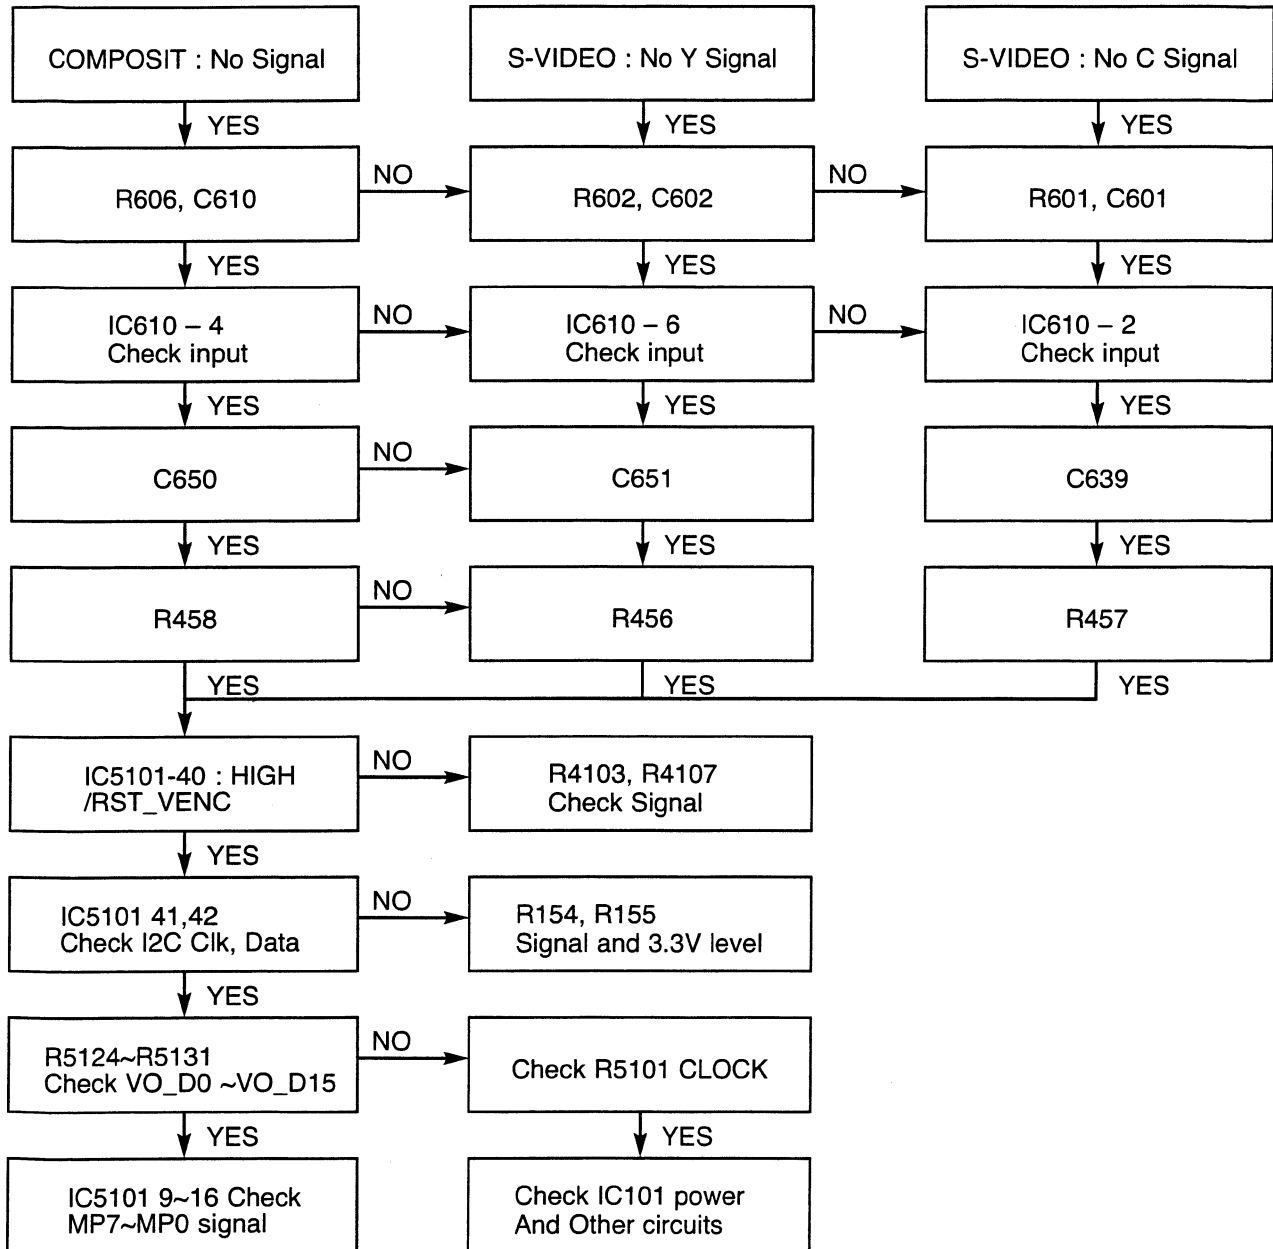 COMPOSIT : No Signal
S-VIDEO : No Y Signal
S-VIDEO : No C Signal
YES
YES
YES
R606, C610
NO
R602, C602
NO
R601, C601
YES
YES
YES
IC610 – 4
Check input
NO
IC610 – 6
Check input
NO
IC610 – 2
Check input
YES
YES
YES
C650
NO
C651
C639
YES
YES
YES
R458
NO
R456
R457
YES
YES
YES
IC5101-40 : HIGH
/RST_VENC
NO
R4103, R4107
Check Signal
YES
IC5101 41,42
Check I2C Clk, Data
NO
R154, R155
Signal and 3.3V level
YES
R5124~R5131
Check VO_D0 ~VO_D15
NO
Check R5101 CLOCK
YES
YES
IC5101 9~16 Check
MP7~MP0 signal
Check IC101 power
And Other circuits